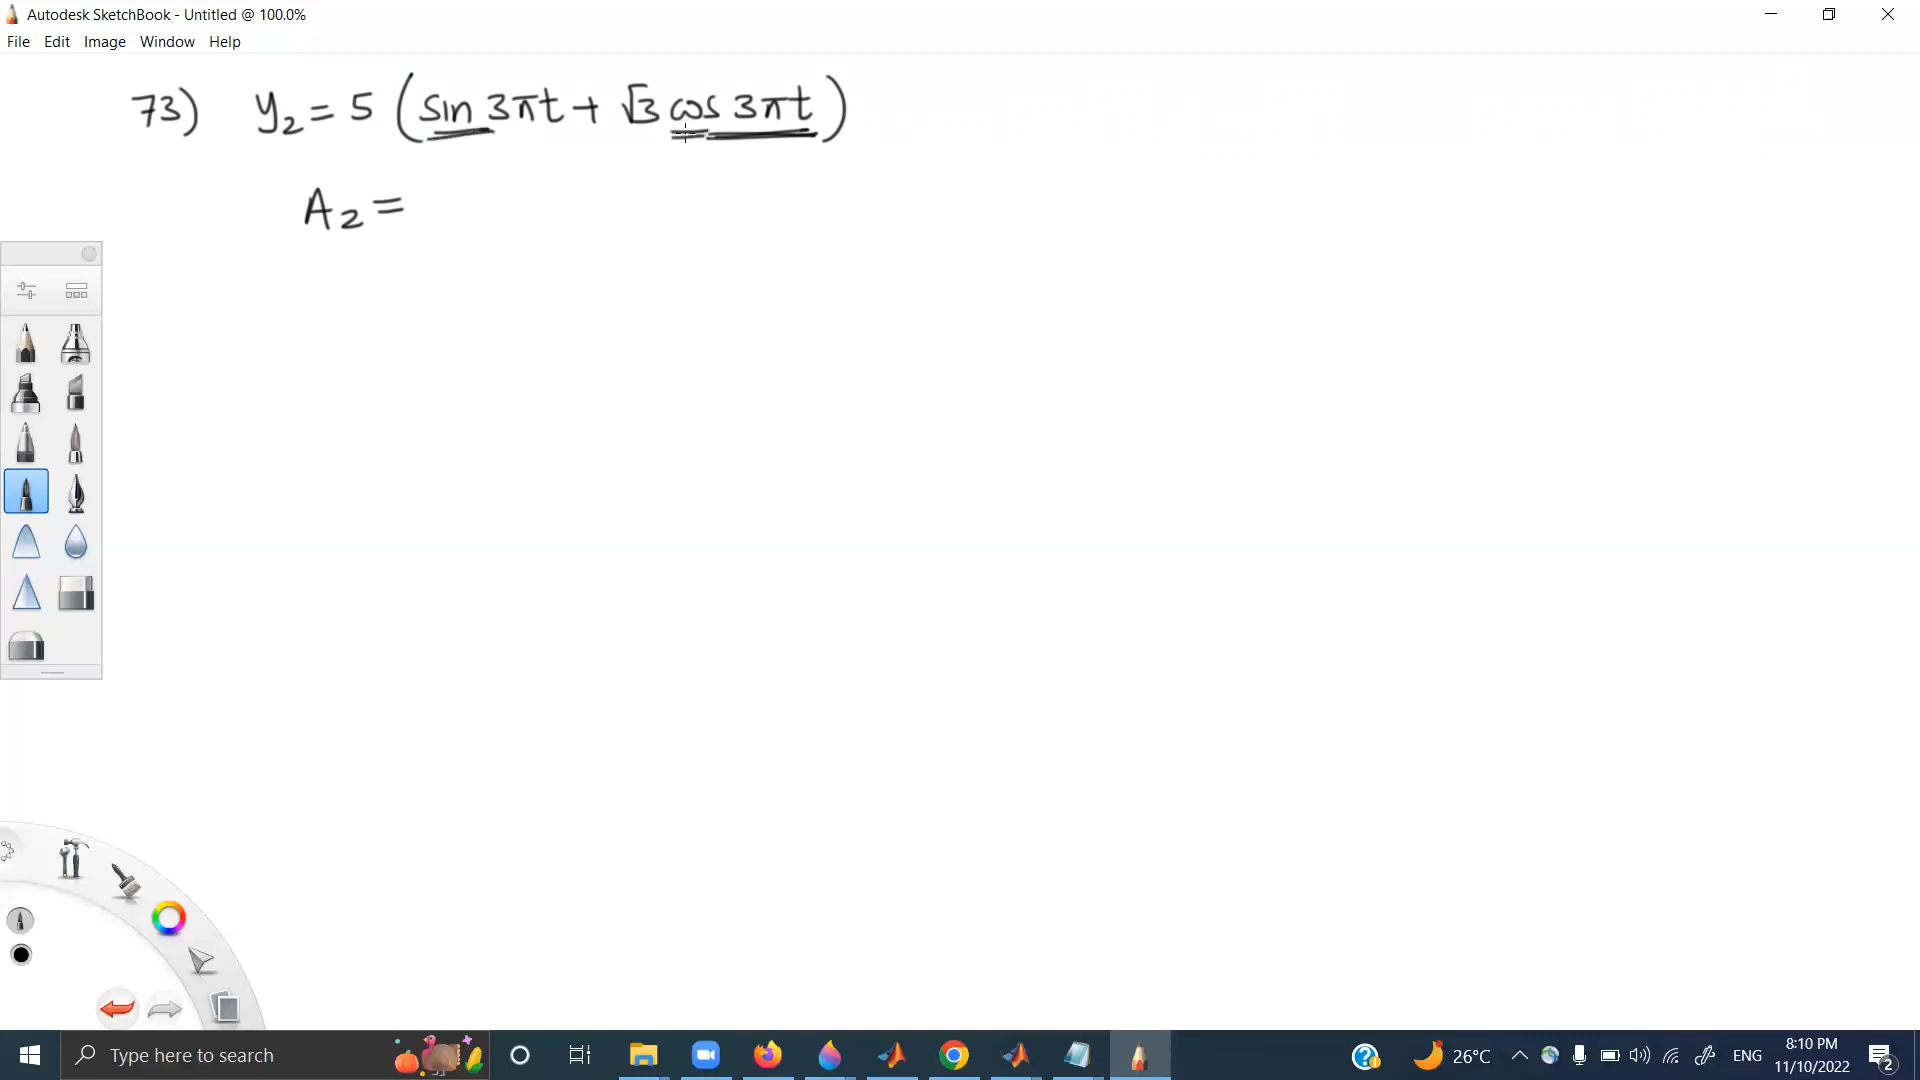 Autodesk SketchBook - Untitled @ 100.0%
File Edit Image Window Help
73) y₂ = 5 (sin 3πt + √3 cos 3πt)
A₂ =
Type here to search
26°C
ENG
8:10 PM
11/10/2022
2